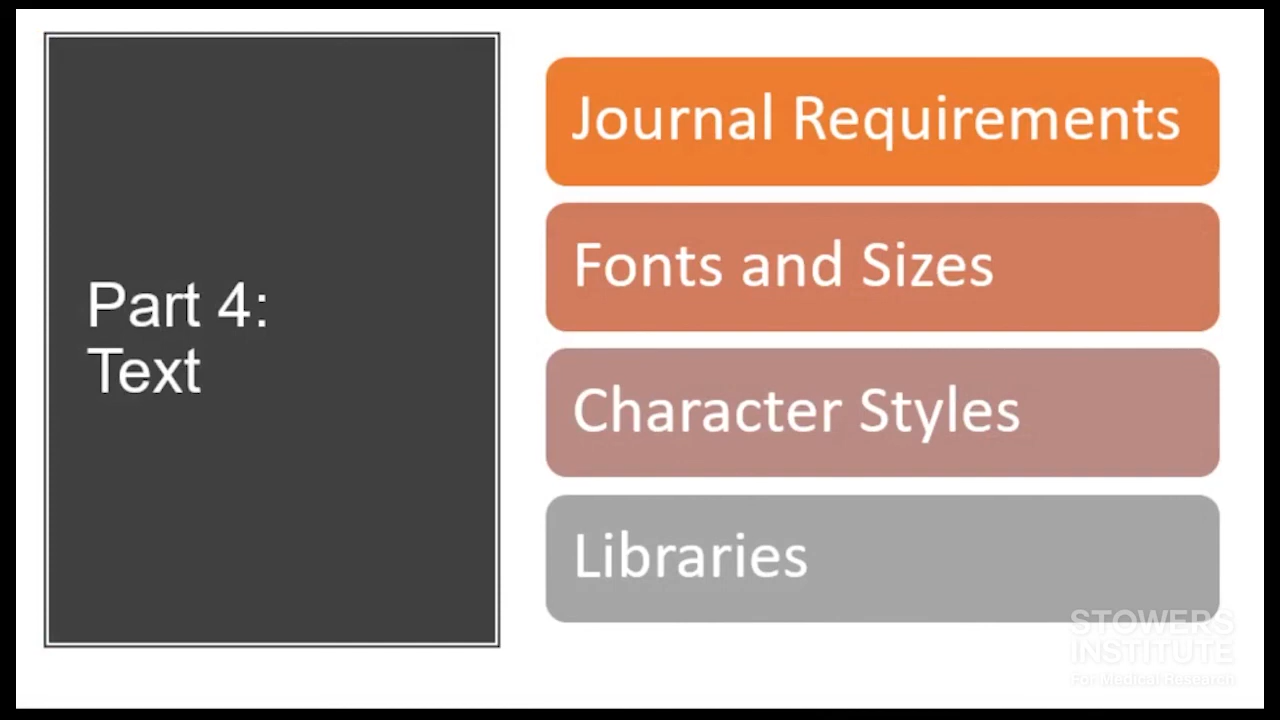 Part 4:
Text
Journal Requirements
Fonts and Sizes
Character Styles
Libraries
STOWERS
INSTITUTE
For Medical Research